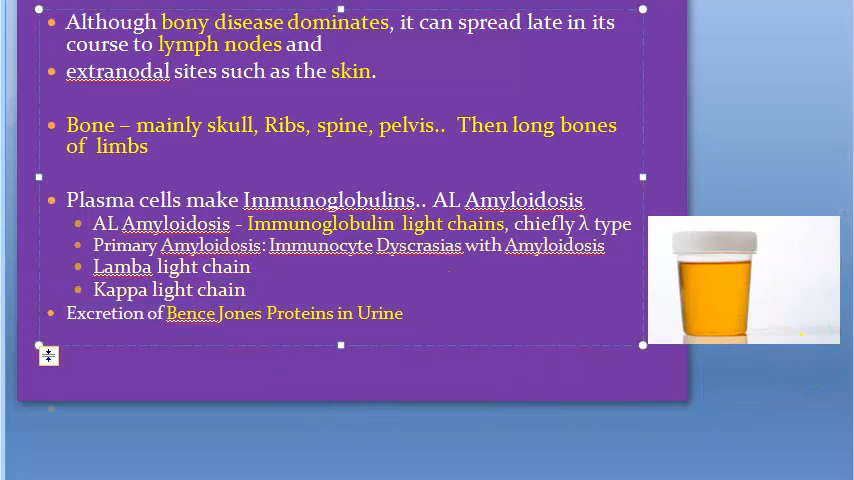 Although bony disease dominates, it can spread late in its
course to lymph nodes and
extranodal sites such as the skin.
Bone – mainly skull, Ribs, spine, pelvis.. Then long bones
of limbs
Plasma cells make Immunoglobulins.. AL Amyloidosis
AL Amyloidosis - Immunoglobulin light chains, chiefly λ type
Primary Amyloidosis: Immunocyte Dyscrasias with Amyloidosis
Lamba light chain
Kappa light chain
Excretion of Bence Jones Proteins in Urine